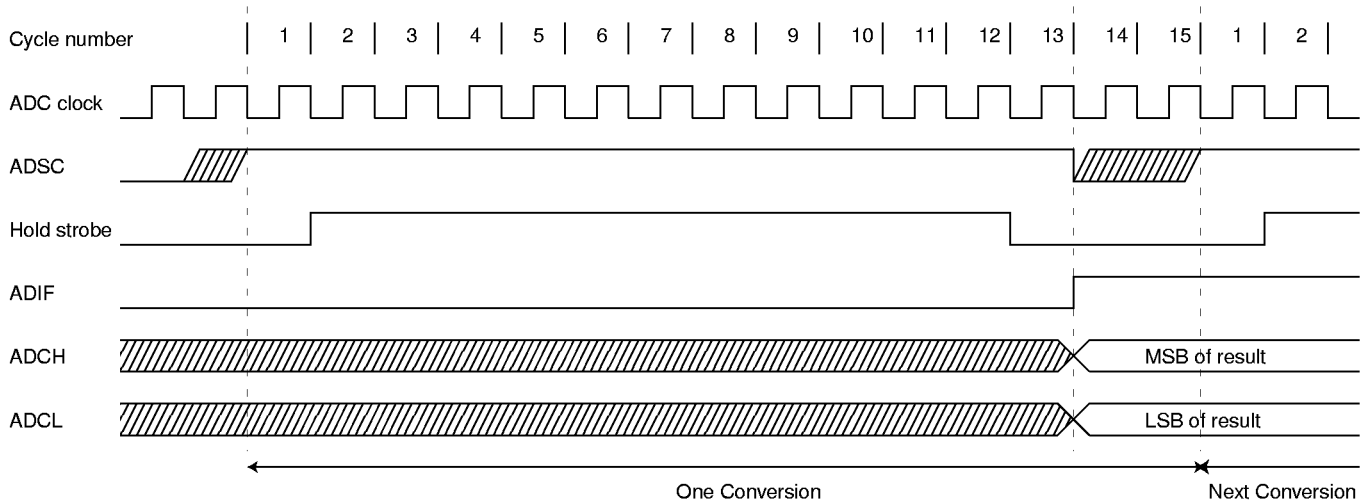 Cycle number 1 2 3 4 5 6 7 8 9 10 11 12 13 14 15 1 2
ADC clock
ADSC
Hold strobe
ADIF
ADCH MSB of result
ADCL LSB of result
One Conversion Next Conversion